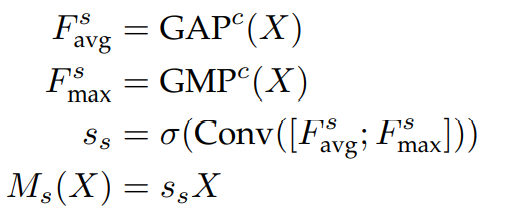 F^s_avg = GAP^c(X)
F^s_max = GMP^c(X)
s_s = σ(Conv([F^s_avg; F^s_max]))
M_s(X) = s_s X